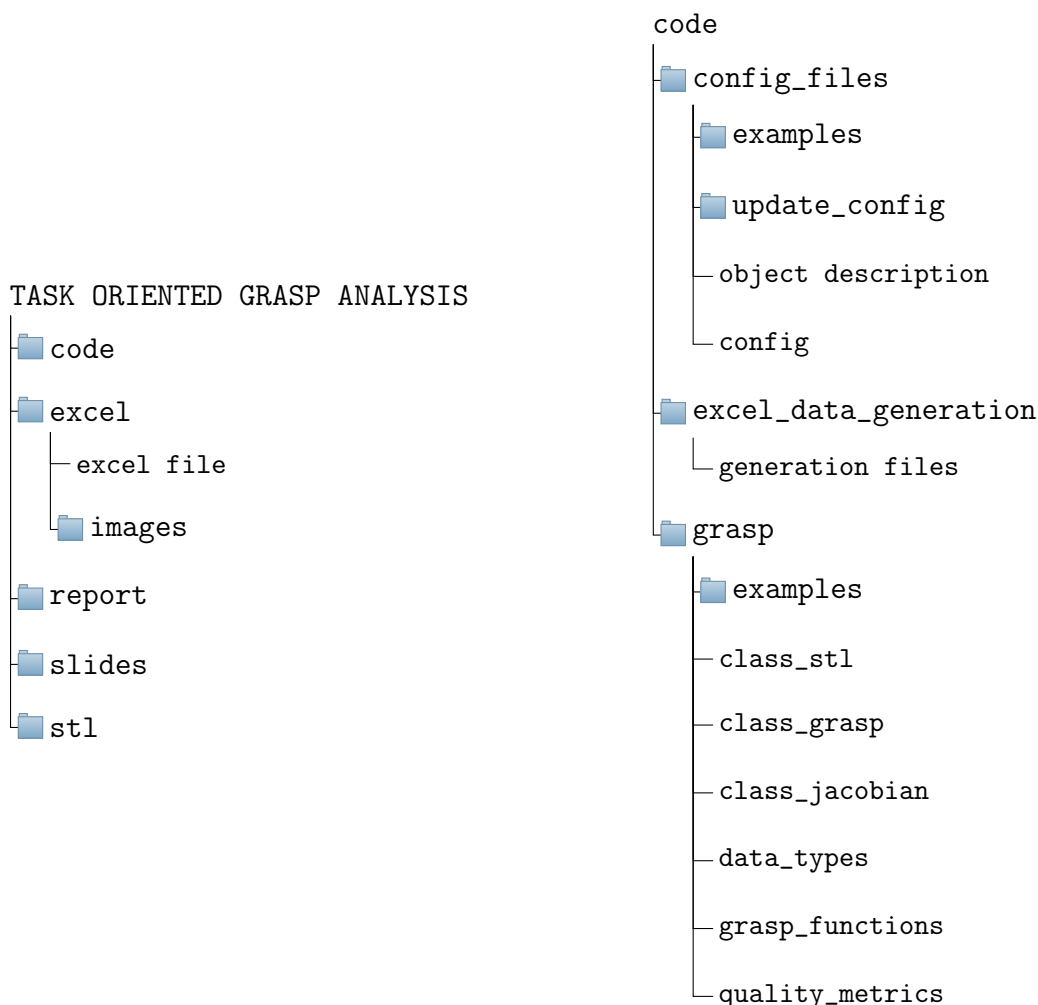 TASK ORIENTED GRASP ANALYSIS
code
excel
excel file
images
report
slides
stl
code
config_files
examples
update_config
object description
config
excel_data_generation
generation files
grasp
examples
class_stl
class_grasp
class_jacobian
data_types
grasp_functions
quality_metrics